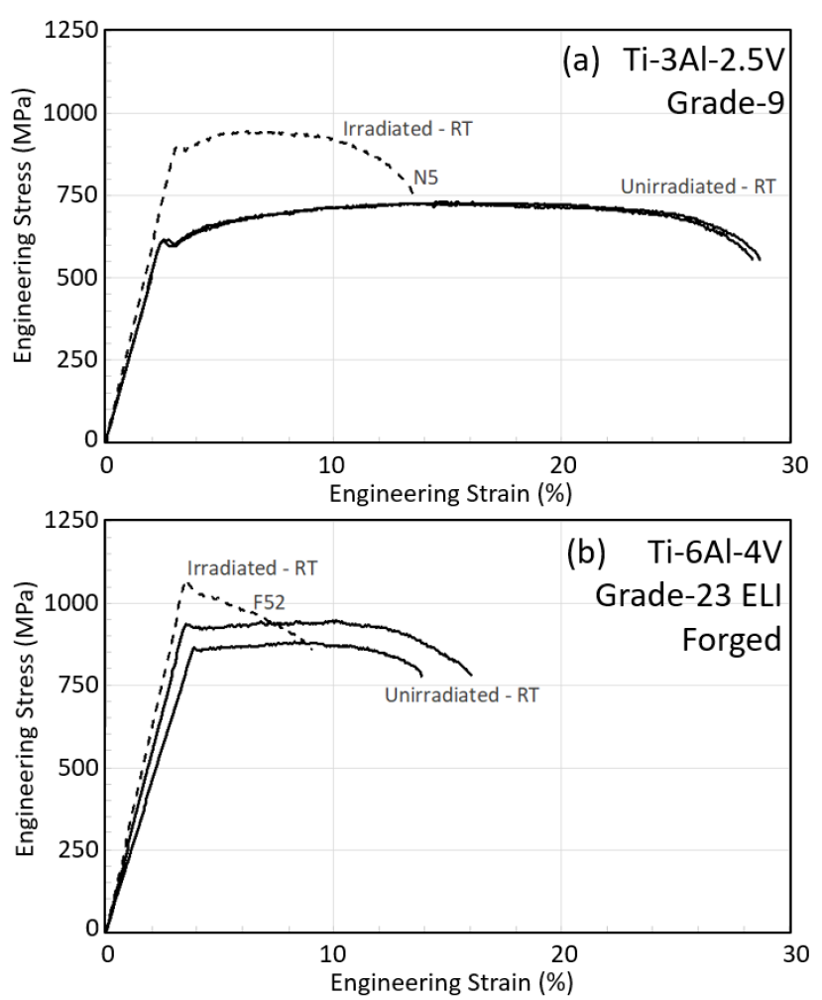 1250
(a) Ti-3Al-2.5V
Grade-9
1000
Irradiated - RT
N5
Unirradiated - RT
750
500
250
0
Engineering Stress (MPa)
0 10 20 30
Engineering Strain (%)
1250
(b) Ti-6Al-4V
Irradiated - RT
Grade-23 ELI
1000
F52
Forged
750
Unirradiated - RT
500
250
0
Engineering Stress (MPa)
0 10 20 30
Engineering Strain (%)